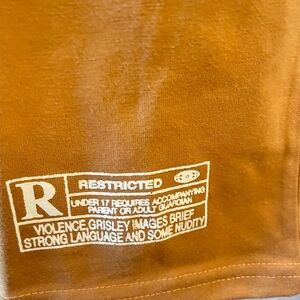 R
RESTRICTED
UNDER 17 REQUIRES ACCOMPANYING
PARENT OR ADULT GUARDIAN
VIOLENCE, GRISLEY IMAGES BRIEF
STRONG LANGUAGE AND SOME NUDITY